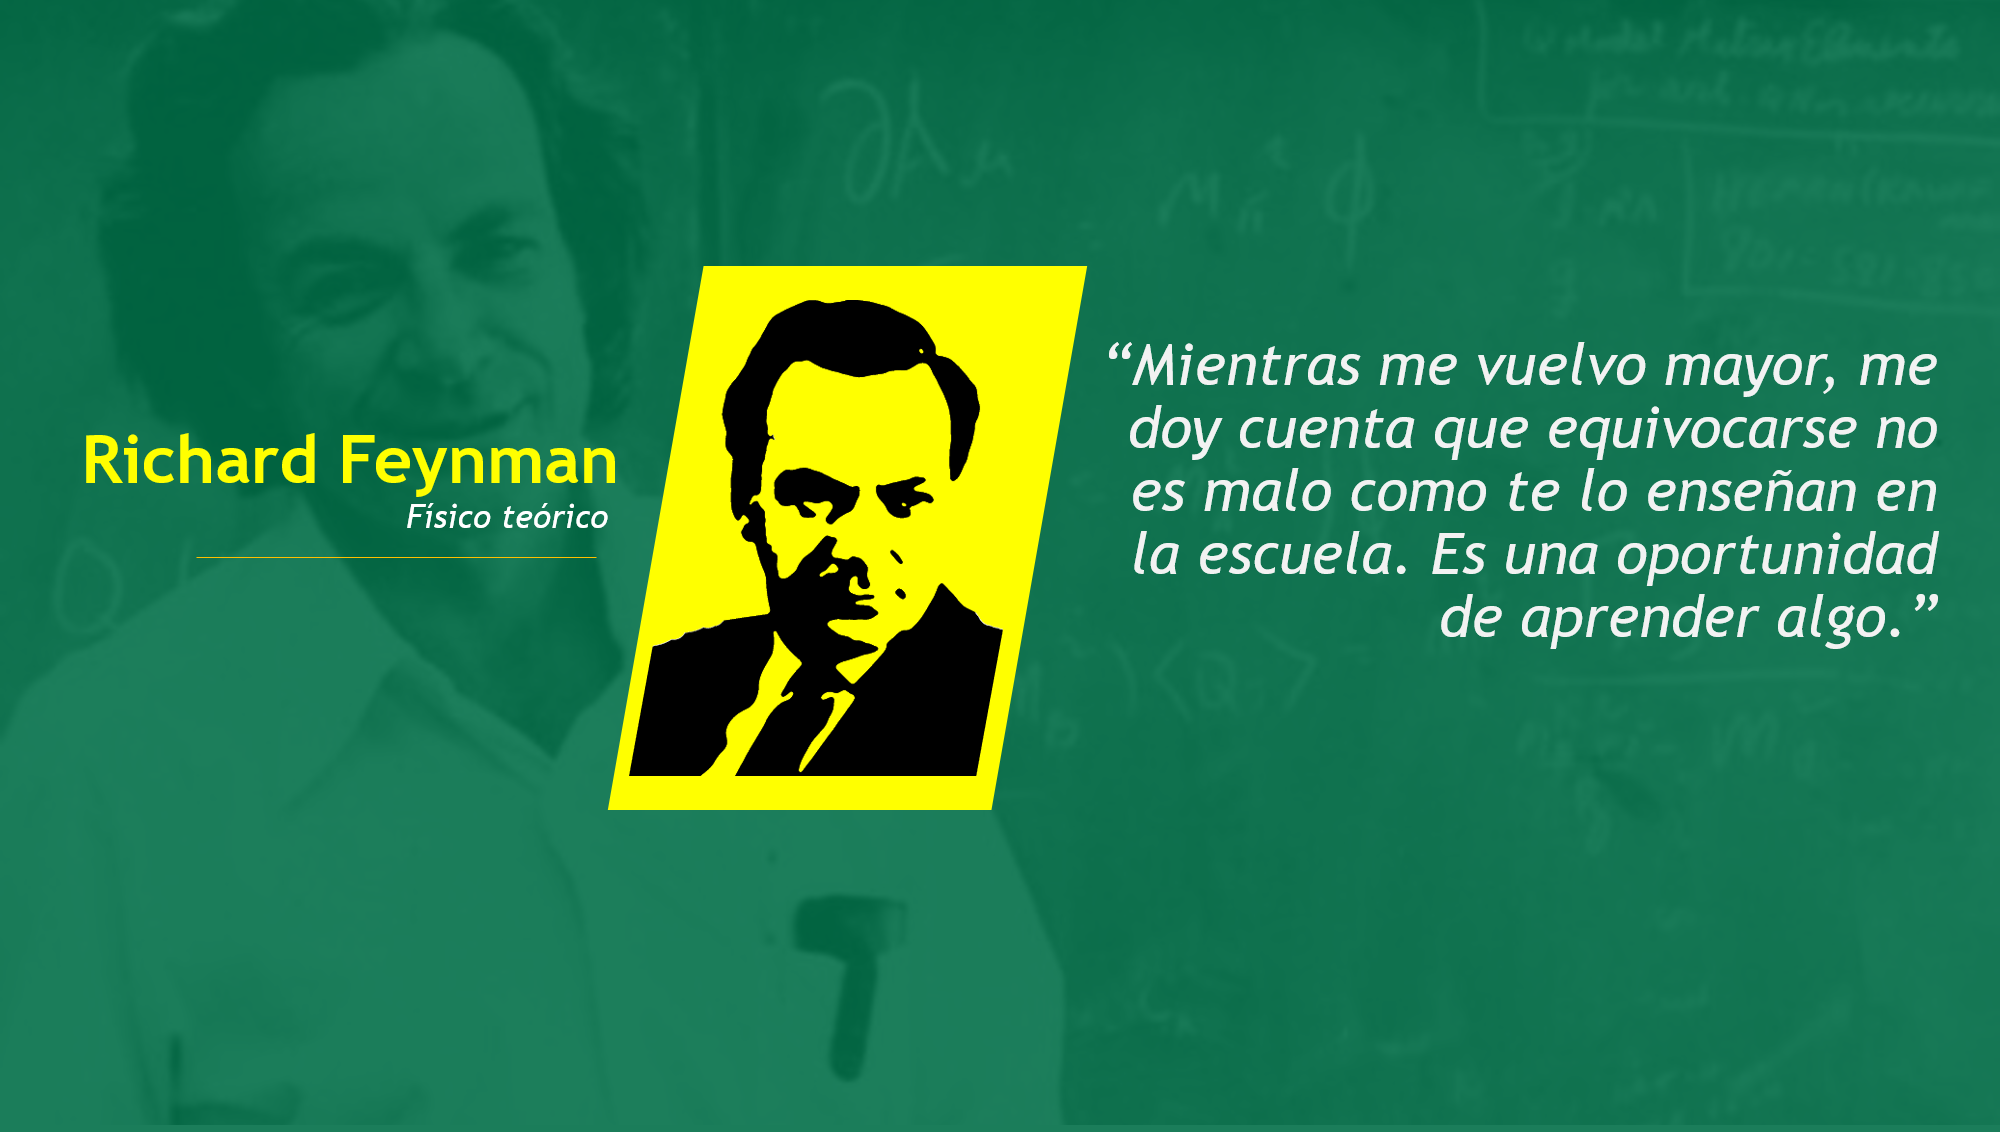 Richard Feynman
Físico teórico
“Mientras me vuelvo mayor, me
doy cuenta que equivocarse no
es malo como te lo enseñan en
la escuela. Es una oportunidad
de aprender algo.”